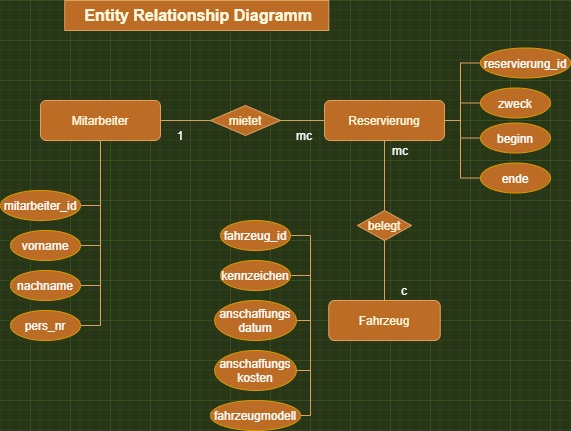 Entity Relationship Diagramm
Mitarbeiter
1
mietet
mc
Reservierung
mc
reservierung_id
zweck
beginn
ende
mitarbeiter_id
vorname
nachname
pers_nr
belegt
c
Fahrzeug
fahrzeug_id
kennzeichen
anschaffungs
datum
anschaffungs
kosten
fahrzeugmodell